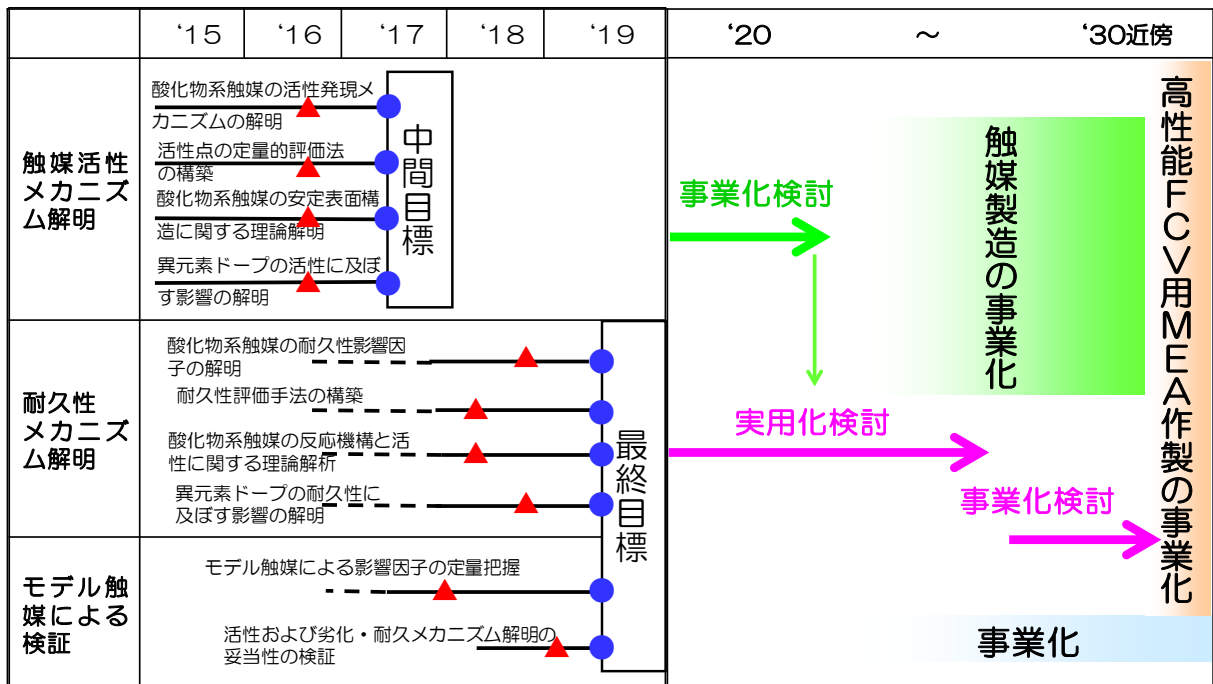 ‘15
‘16
‘17
‘18
‘19
‘20
～
‘30近傍
触媒活性
メカニズ
ム解明
酸化物系触媒の活性発現メ
カニズムの解明
活性点の定量的評価法
の構築
酸化物系触媒の安定表面構
造に関する理論解明
異元素ドープの活性に及ぼ
す影響の解明
中間目標
事業化検討
触媒製造の事業化
高性能FCV用MEA作製の事業化
耐久性
メカニズ
ム解明
酸化物系触媒の耐久性影響因
子の解明
耐久性評価手法の構築
酸化物系触媒の反応機構と活
性に関する理論解析
異元素ドープの耐久性に
及ぼす影響の解明
最終目標
実用化検討
事業化検討
モデル触
媒による
検証
モデル触媒による影響因子の定量把握
活性および劣化・耐久メカニズム解明の
妥当性の検証
事業化